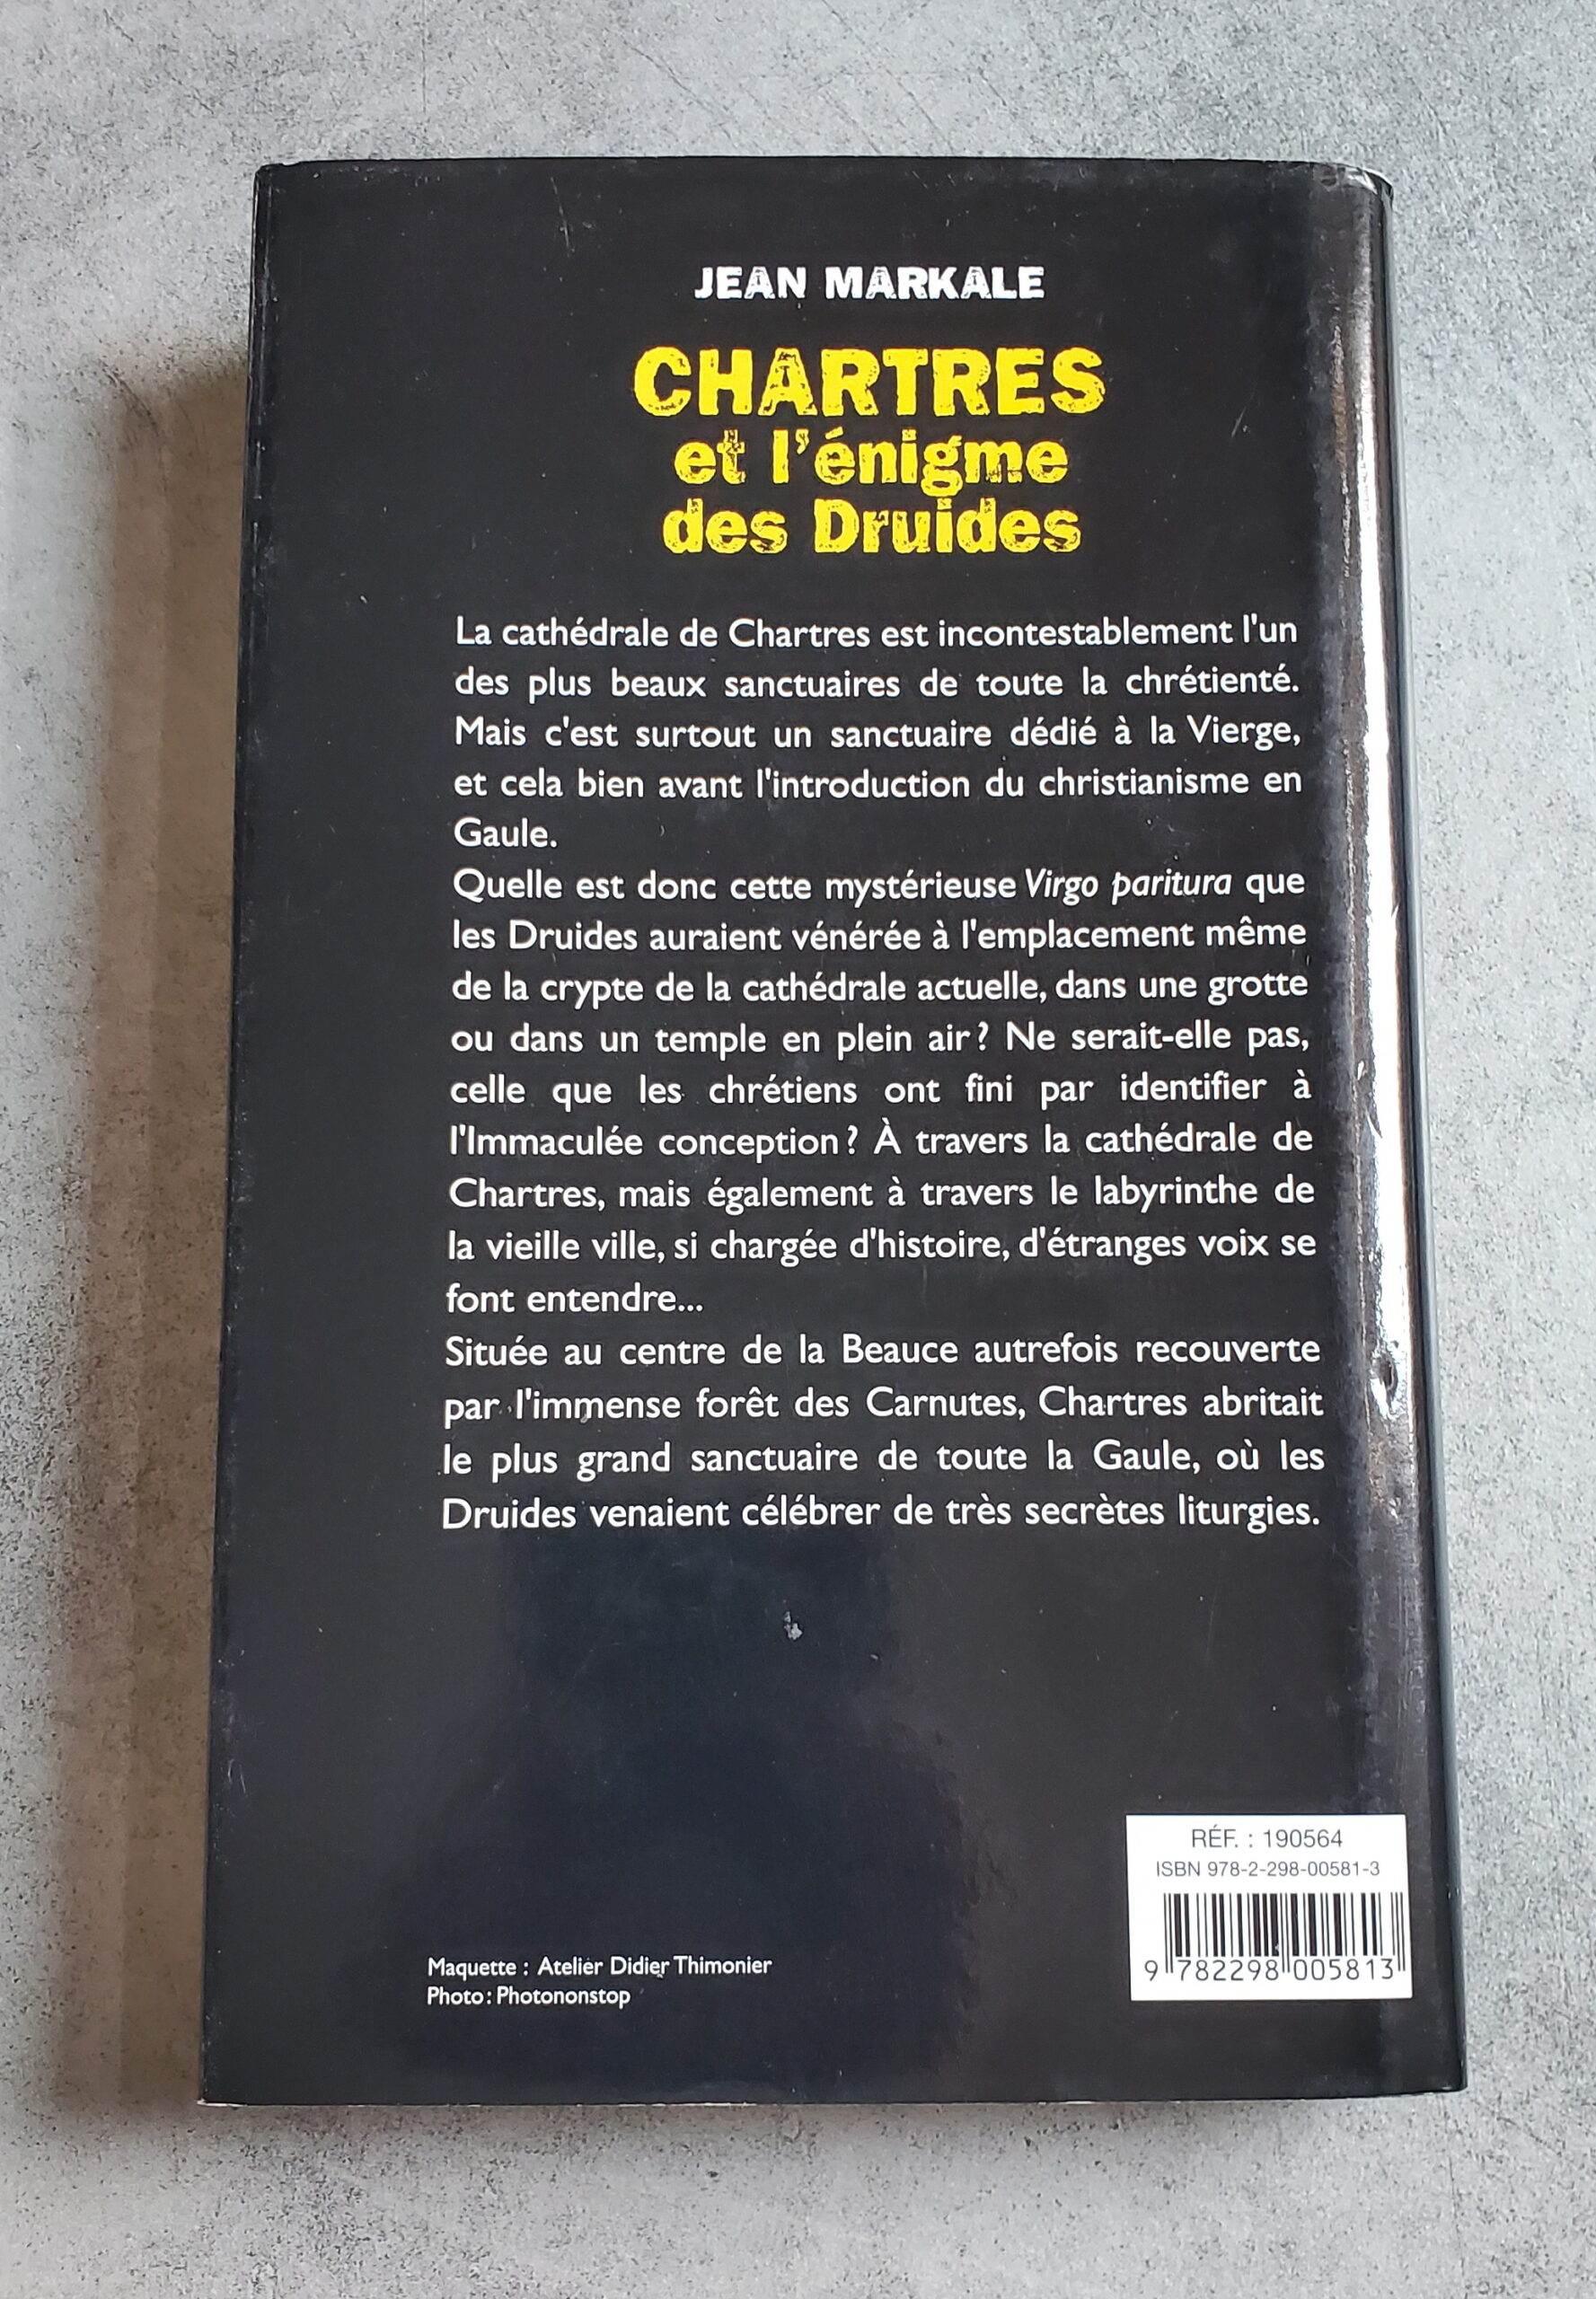 JEAN MARKALE
CHARTRES
et l'énigme
des Druides
La cathédrale de Chartres est incontestablement l'un
des plus beaux sanctuaires de toute la chrétienté.
Mais c'est surtout un sanctuaire dédié à la Vierge,
et cela bien avant l'introduction du christianisme en
Gaule.
Quelle est donc cette mystérieuse Virgo paritura que
les Druides auraient vénérée à l'emplacement même
de la crypte de la cathédrale actuelle, dans une grotte
ou dans un temple en plein air ? Ne serait-elle pas,
celle que les chrétiens ont fini par identifier à
l'Immaculée conception ? À travers la cathédrale de
Chartres, mais également à travers le labyrinthe de
la vieille ville, si chargée d'histoire, d'étranges voix se
font entendre...
Située au centre de la Beauce autrefois recouverte
par l'immense forêt des Carnutes, Chartres abritait
le plus grand sanctuaire de toute la Gaule, où les
Druides venaient célébrer de très secrètes liturgies.
RÉF. : 190564
ISBN 978-2-298-00581-3
9 782298 005813
Maquette : Atelier Didier Thimonier
Photo : Photononstop